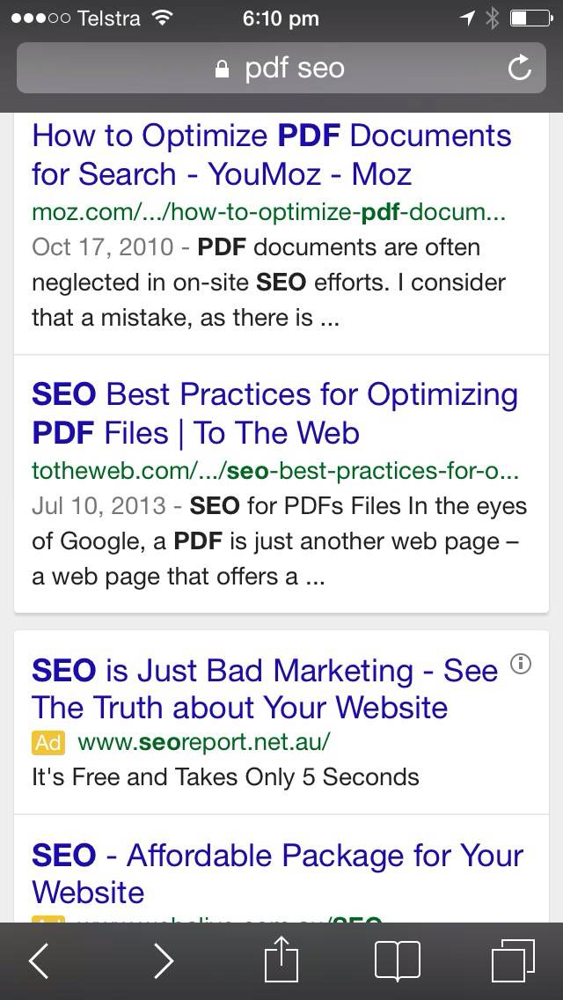 Telstra 6:10 pm
pdf seo
How to Optimize PDF Documents
for Search - YouMoz - Moz
moz.com/.../how-to-optimize-pdf-docum...
Oct 17, 2010 - PDF documents are often
neglected in on-site SEO efforts. I consider
that a mistake, as there is ...
SEO Best Practices for Optimizing
PDF Files | To The Web
totheweb.com/.../seo-best-practices-for-o...
Jul 10, 2013 - SEO for PDFs Files In the eyes
of Google, a PDF is just another web page –
a web page that offers a ...
SEO is Just Bad Marketing - See
The Truth about Your Website
Ad www.seoreport.net.au/
It's Free and Takes Only 5 Seconds
SEO - Affordable Package for Your
Website